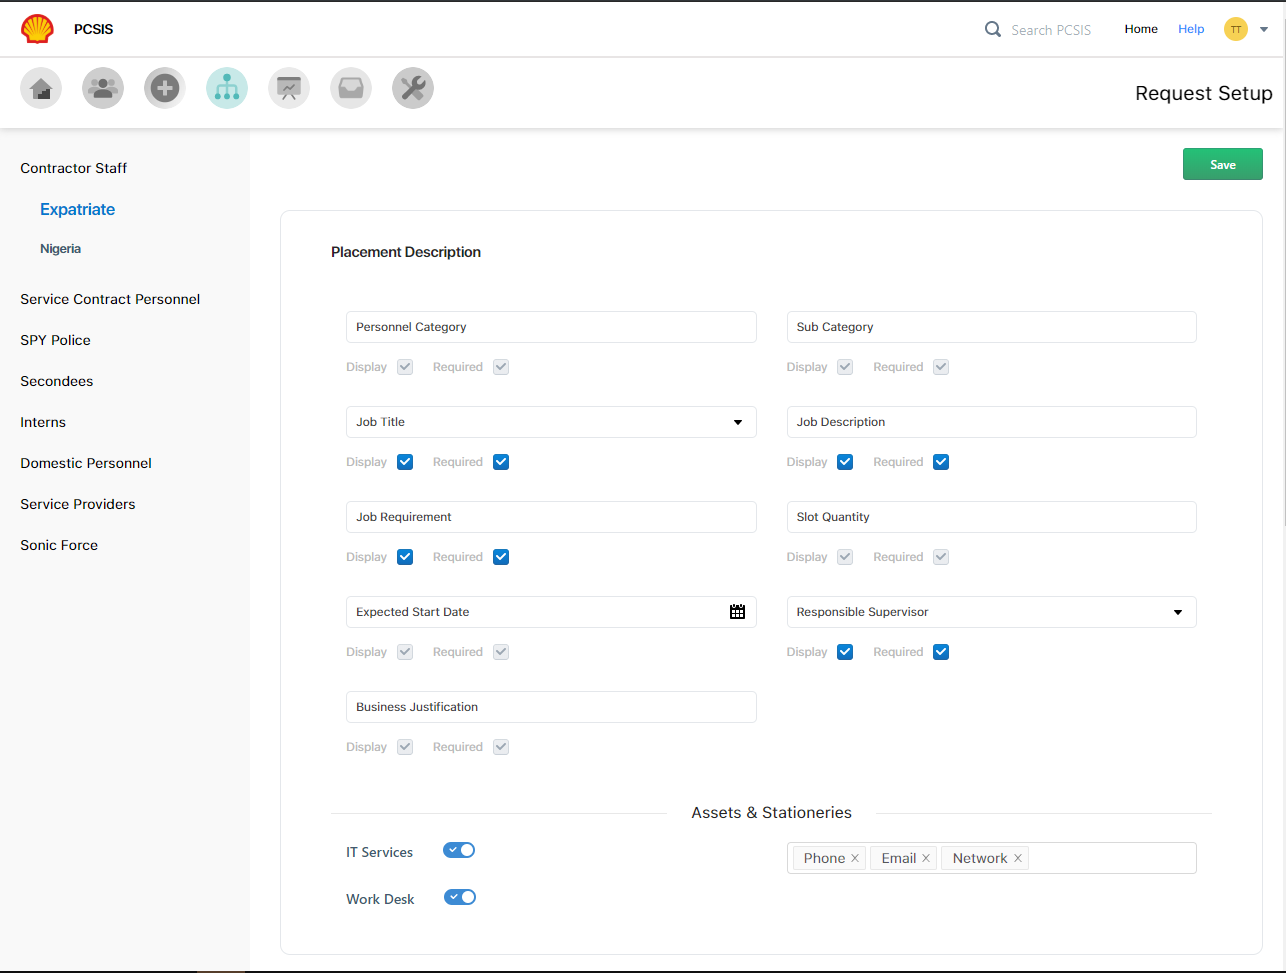 PCSIS
Search PCSIS
Home
Help
TT
Request Setup
Contractor Staff
Expatriate
Nigeria
Service Contract Personnel
SPY Police
Secondees
Interns
Domestic Personnel
Service Providers
Sonic Force
Save
Placement Description
Personnel Category
Sub Category
Display Required
Display Required
Job Title
Job Description
Display Required
Display Required
Job Requirement
Slot Quantity
Display Required
Display Required
Expected Start Date
Responsible Supervisor
Display Required
Display Required
Business Justification
Display Required
Assets & Stationeries
IT Services
Phone Email Network
Work Desk